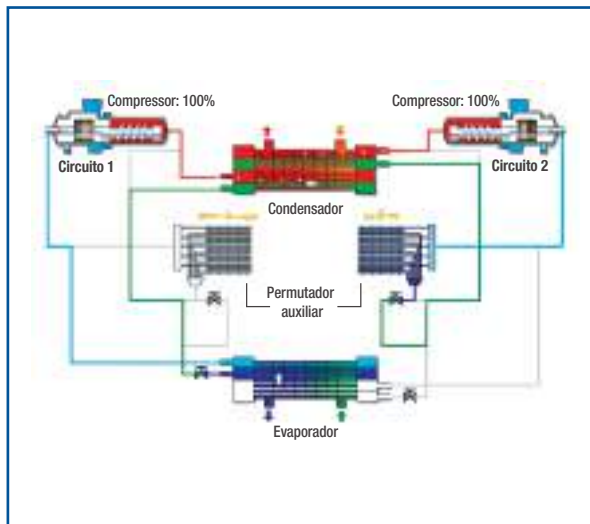 Compressor: 100%
Compressor: 100%
Circuito 1
Circuito 2
Condensador
Permutador
auxiliar
Evaporador